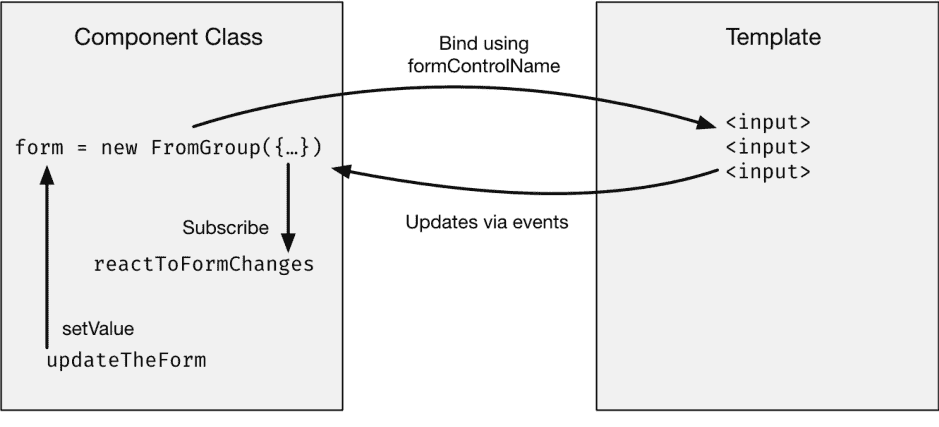 Component Class
Template
Bind using
formControlName
<input>
form = new FromGroup({…})
<input>
<input>
Updates via events
Subscribe
reactToFormChanges
setValue
updateTheForm